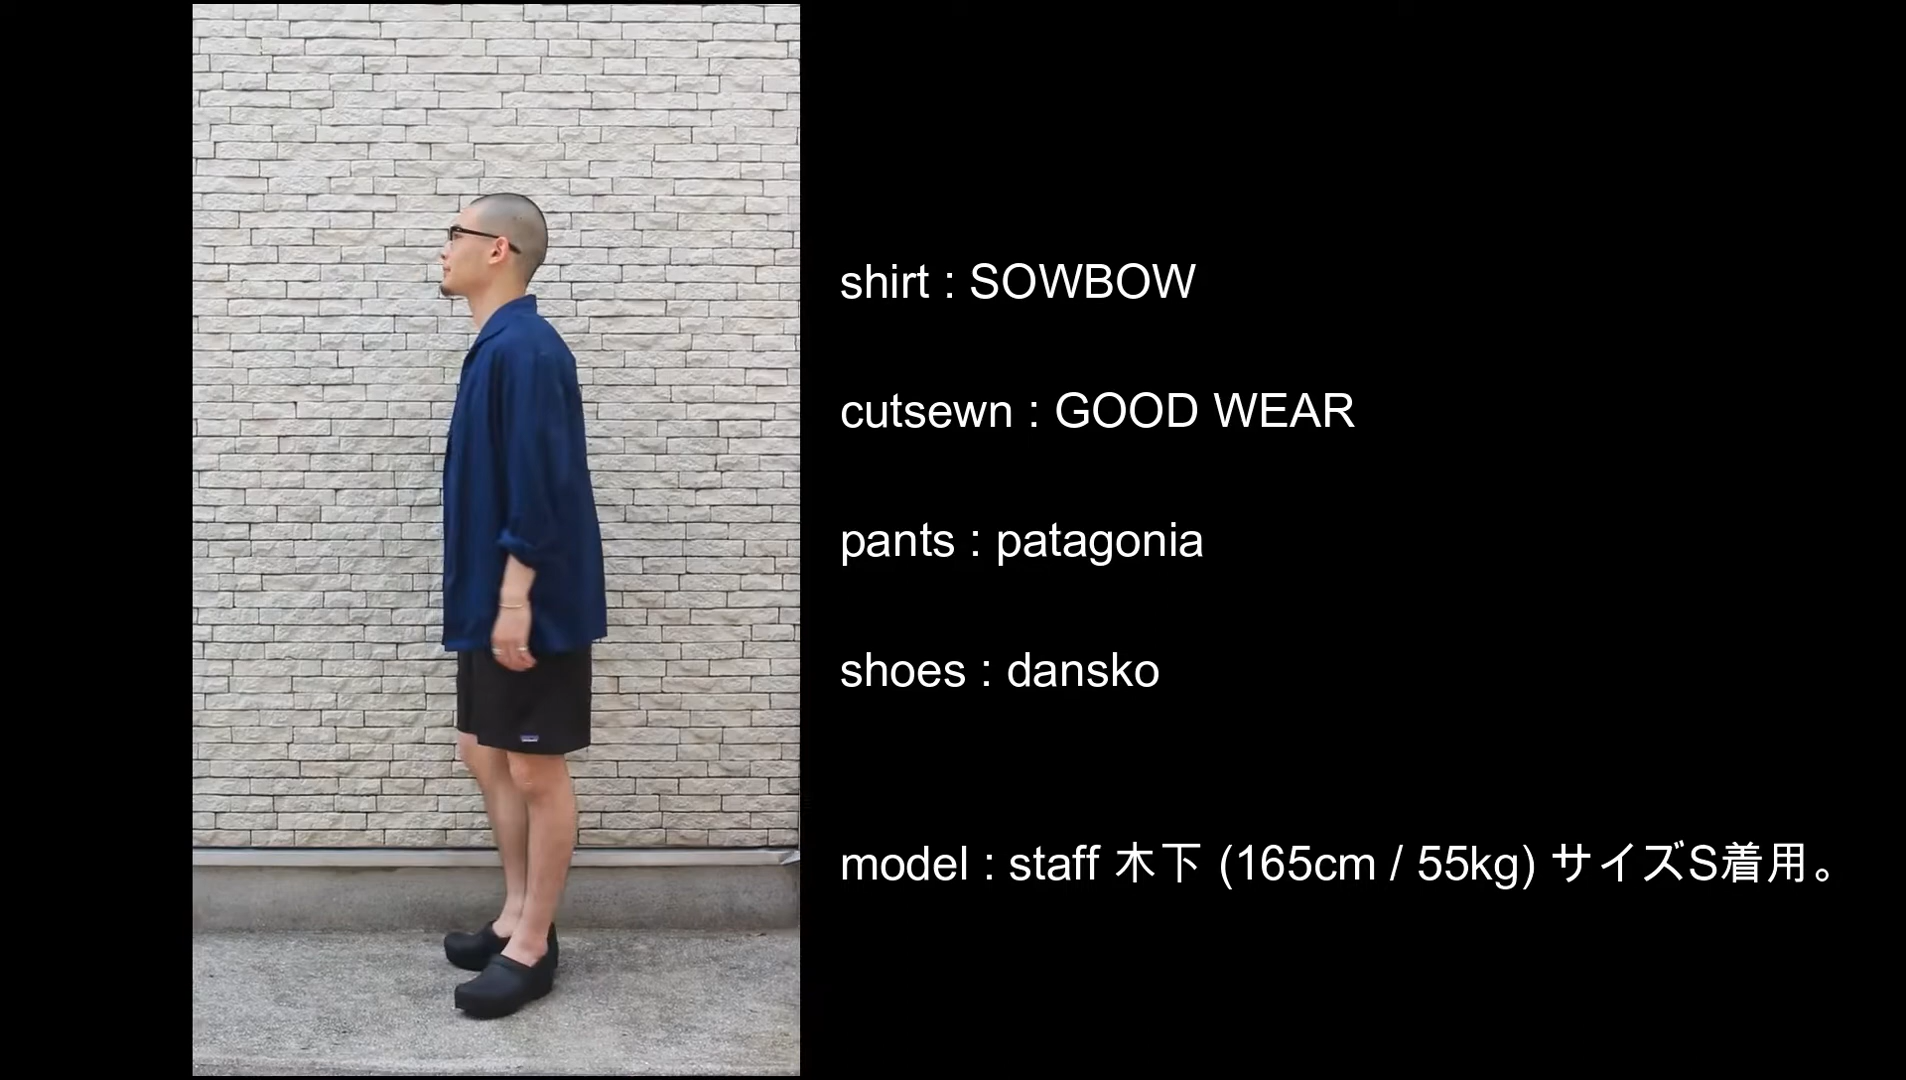 shirt : SOWBOW
cutsewn : GOOD WEAR
pants : patagonia
shoes : dansko
model : staff 木下 (165cm / 55kg) サイズS着用。